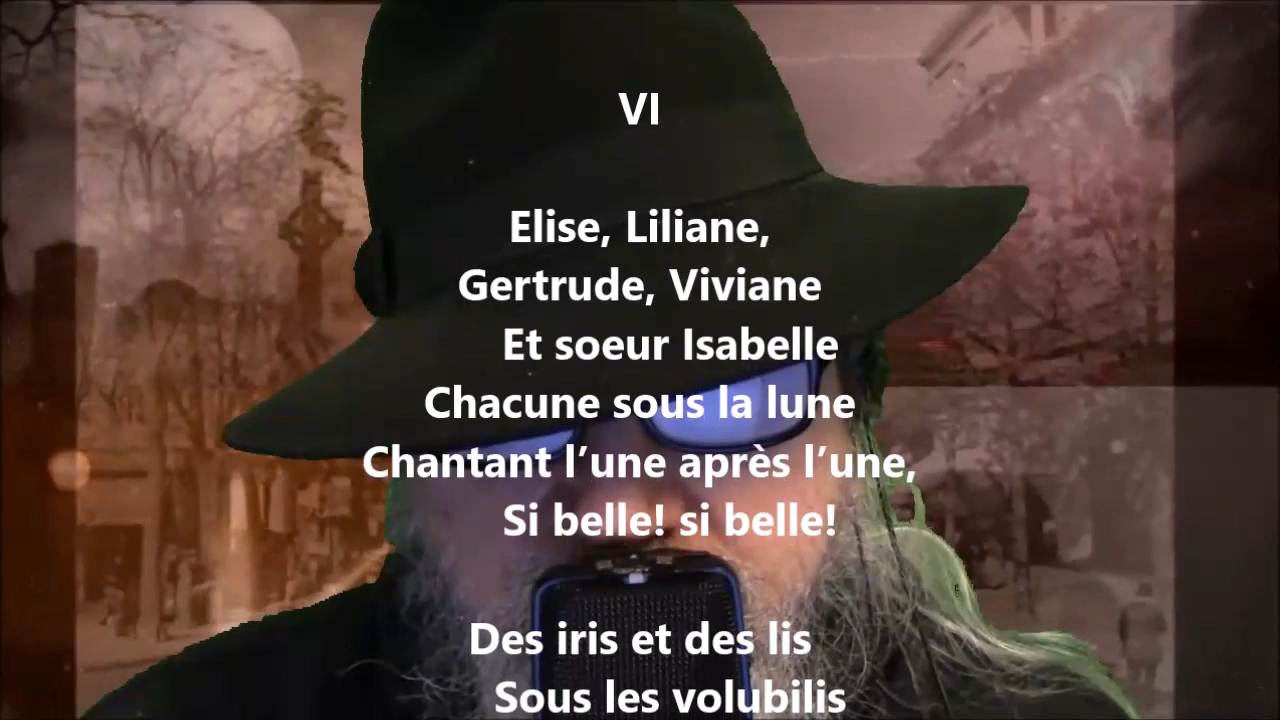 VI
Elise, Liliane,
Gertrude, Viviane
Et soeur Isabelle
Chacune sous la lune
Chantant l’une après l’une,
Si belle! si belle!
Des iris et des lis
Sous les volubilis